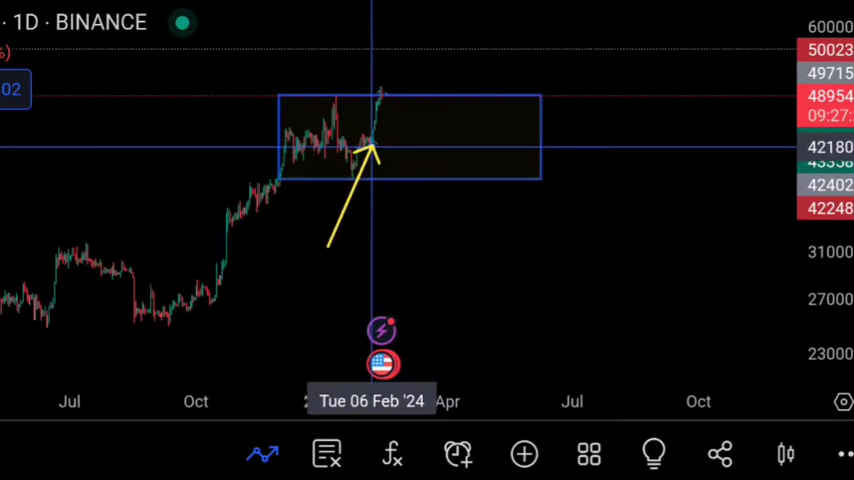 · 1D · BINANCE
60000
50023
%)
49715
02
48954
09:27:
42180
43358
42402
42248
31000
27000
23000
Jul
Oct
Tue 06 Feb '24
Apr
Jul
Oct